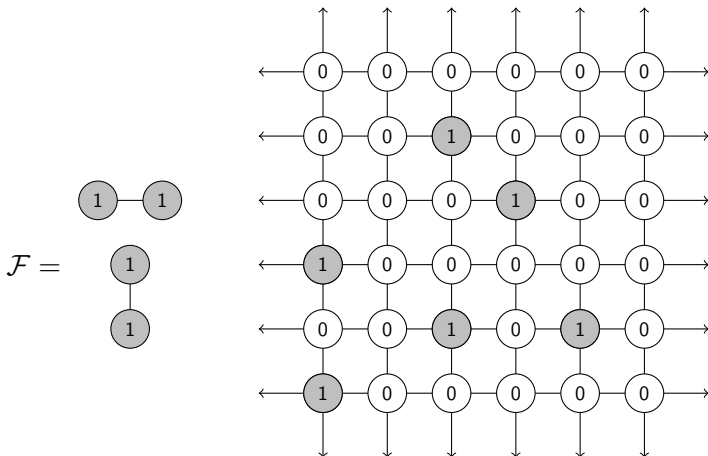 0 0 0 0 0 0
0 0 1 0 0 0
1 1
0 0 0 1 0 0
ℱ =
1
1 0 0 0 0 0
1
0 0 1 0 1 0
1 0 0 0 0 0